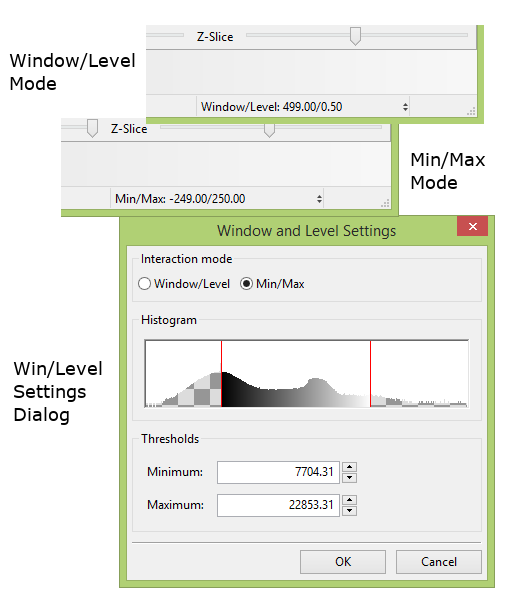 Z-Slice
Window/Level
Mode
Window/Level: 499.00/0.50
Z-Slice
Min/Max
Mode
Min/Max: -249.00/250.00
Window and Level Settings
Interaction mode
Window/Level Min/Max
Histogram
Win/Level
Settings
Dialog
Thresholds
Minimum: 7704.31
Maximum: 22853.31
OK Cancel